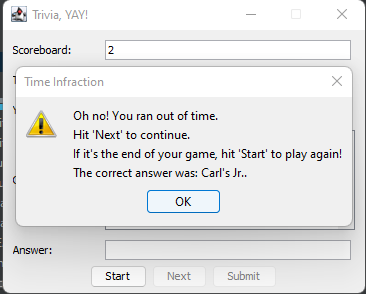 Trivia, YAY!
Scoreboard: 2
Time Infraction
Oh no! You ran out of time.
Hit 'Next' to continue.
If it's the end of your game, hit 'Start' to play again!
The correct answer was: Carl's Jr..
OK
Answer:
Start Next Submit